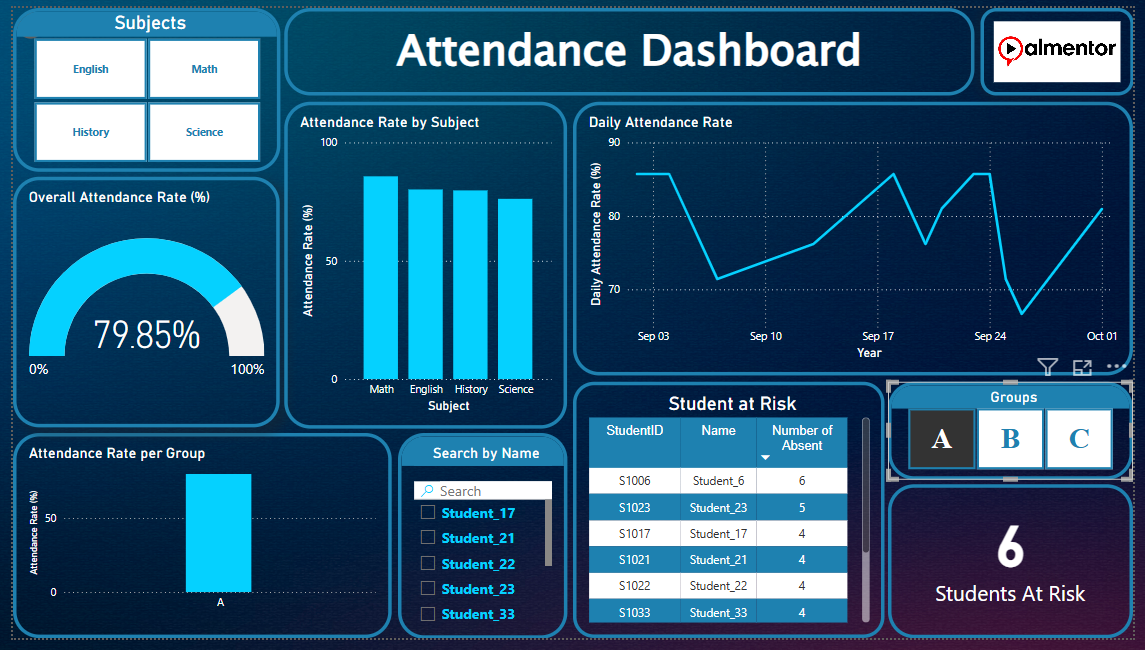 Subjects
English
Math
History
Science
Attendance Dashboard
almentor
Overall Attendance Rate (%)
79.85%
0%
100%
Attendance Rate by Subject
Attendance Rate (%)
100
50
0
Math
English
History
Science
Subject
Daily Attendance Rate
Daily Attendance Rate (%)
90
80
70
Sep 03
Sep 10
Sep 17
Sep 24
Oct 01
Year
Attendance Rate per Group
Attendance Rate (%)
50
0
A
Search by Name
Search
Student_17
Student_21
Student_22
Student_23
Student_33
Student at Risk
StudentID Name Number of Absent
S1006 Student_6 6
S1023 Student_23 5
S1017 Student_17 4
S1021 Student_21 4
S1022 Student_22 4
S1033 Student_33 4
Groups
A
B
C
6
Students At Risk